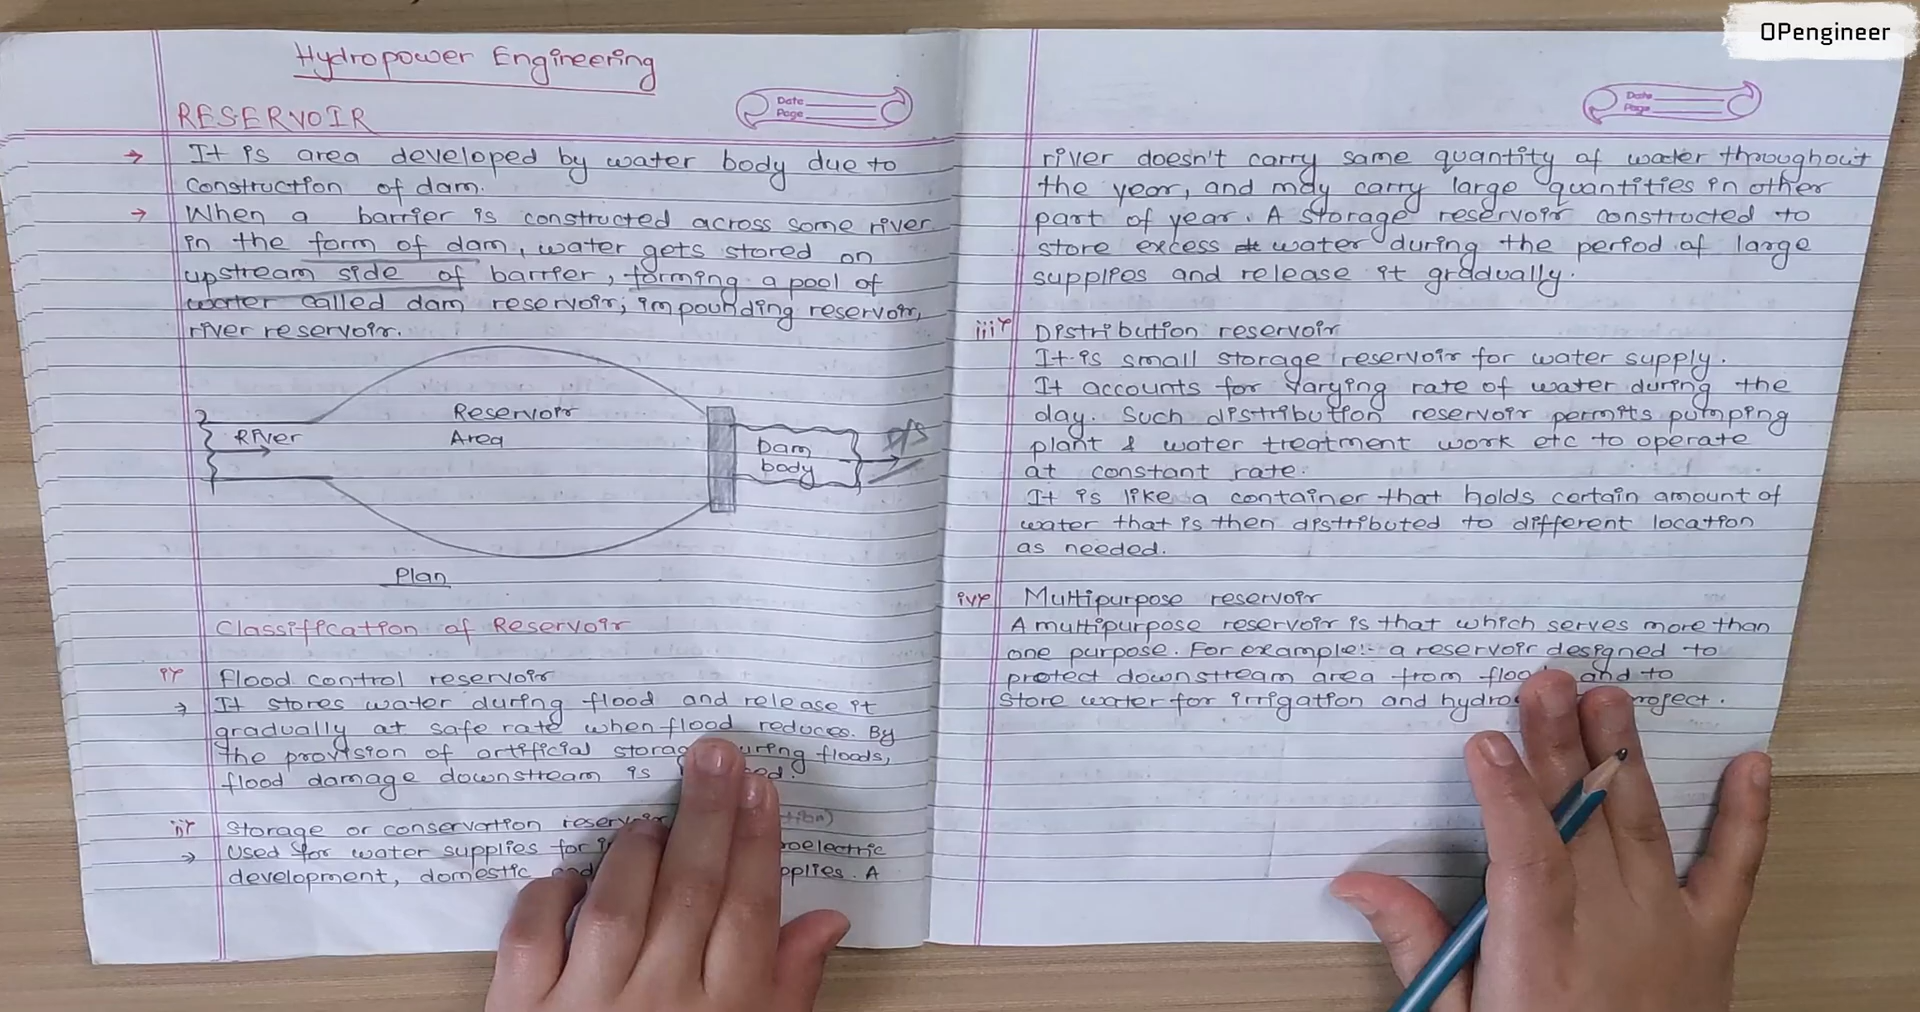 OPengineer
Hydropower Engineering
Date
Page
RESERVOIR
→ It is area developed by water body due to
construction of dam.
→ When a barrier is constructed across some river
in the form of dam, water gets stored on
upstream side of barrier, forming a pool of
water called dam reservoir, impounding reservoir,
river reservoir.
Reservoir
Area
River
Dam
body
D/s
Plan
Classification of Reservoir
i) Flood control reservoir
→ It stores water during flood and release it
gradually at safe rate when flood reduces. By
the provision of artificial storage during floods,
flood damage downstream is
ii) Storage or conservation reservoir
→ Used for water supplies for
development, domestic and A
Date
Page
river doesn't carry same quantity of water throughout
the year, and may carry large quantities in other
part of year. A storage reservoir constructed to
store excess water during the period of large
supplies and release it gradually.
iii) Distribution reservoir
It is small storage reservoir for water supply.
It accounts for varying rate of water during the
day. Such distribution reservoir permits pumping
plant & water treatment work etc to operate
at constant rate.
It is like a container that holds certain amount of
water that is then distributed to different location
as needed.
iv) Multipurpose reservoir
A multipurpose reservoir is that which serves more than
one purpose. For example:- a reservoir designed to
protect downstream area from and to
store water for irrigation and project.